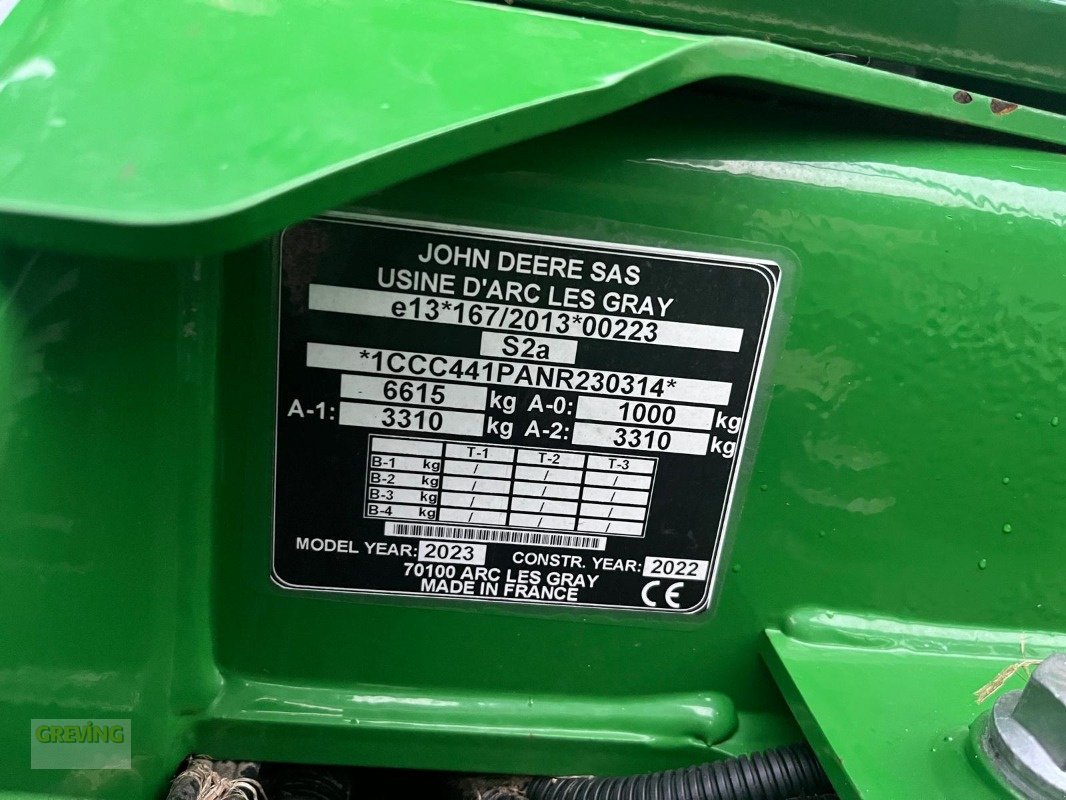 JOHN DEERE SAS
USINE D'ARC LES GRAY
e13*167/2013*00223
S2a
*1CCC441PANR230314*
6615 kg A-0: 1000 kg
A-1: 3310 kg A-2: 3310 kg
T-1 T-2 T-3
B-1 kg / / /
B-2 kg / / /
B-3 kg / / /
B-4 kg / / /
MODEL YEAR: 2023 CONSTR. YEAR: 2022
70100 ARC LES GRAY
MADE IN FRANCE
CE
GREVING